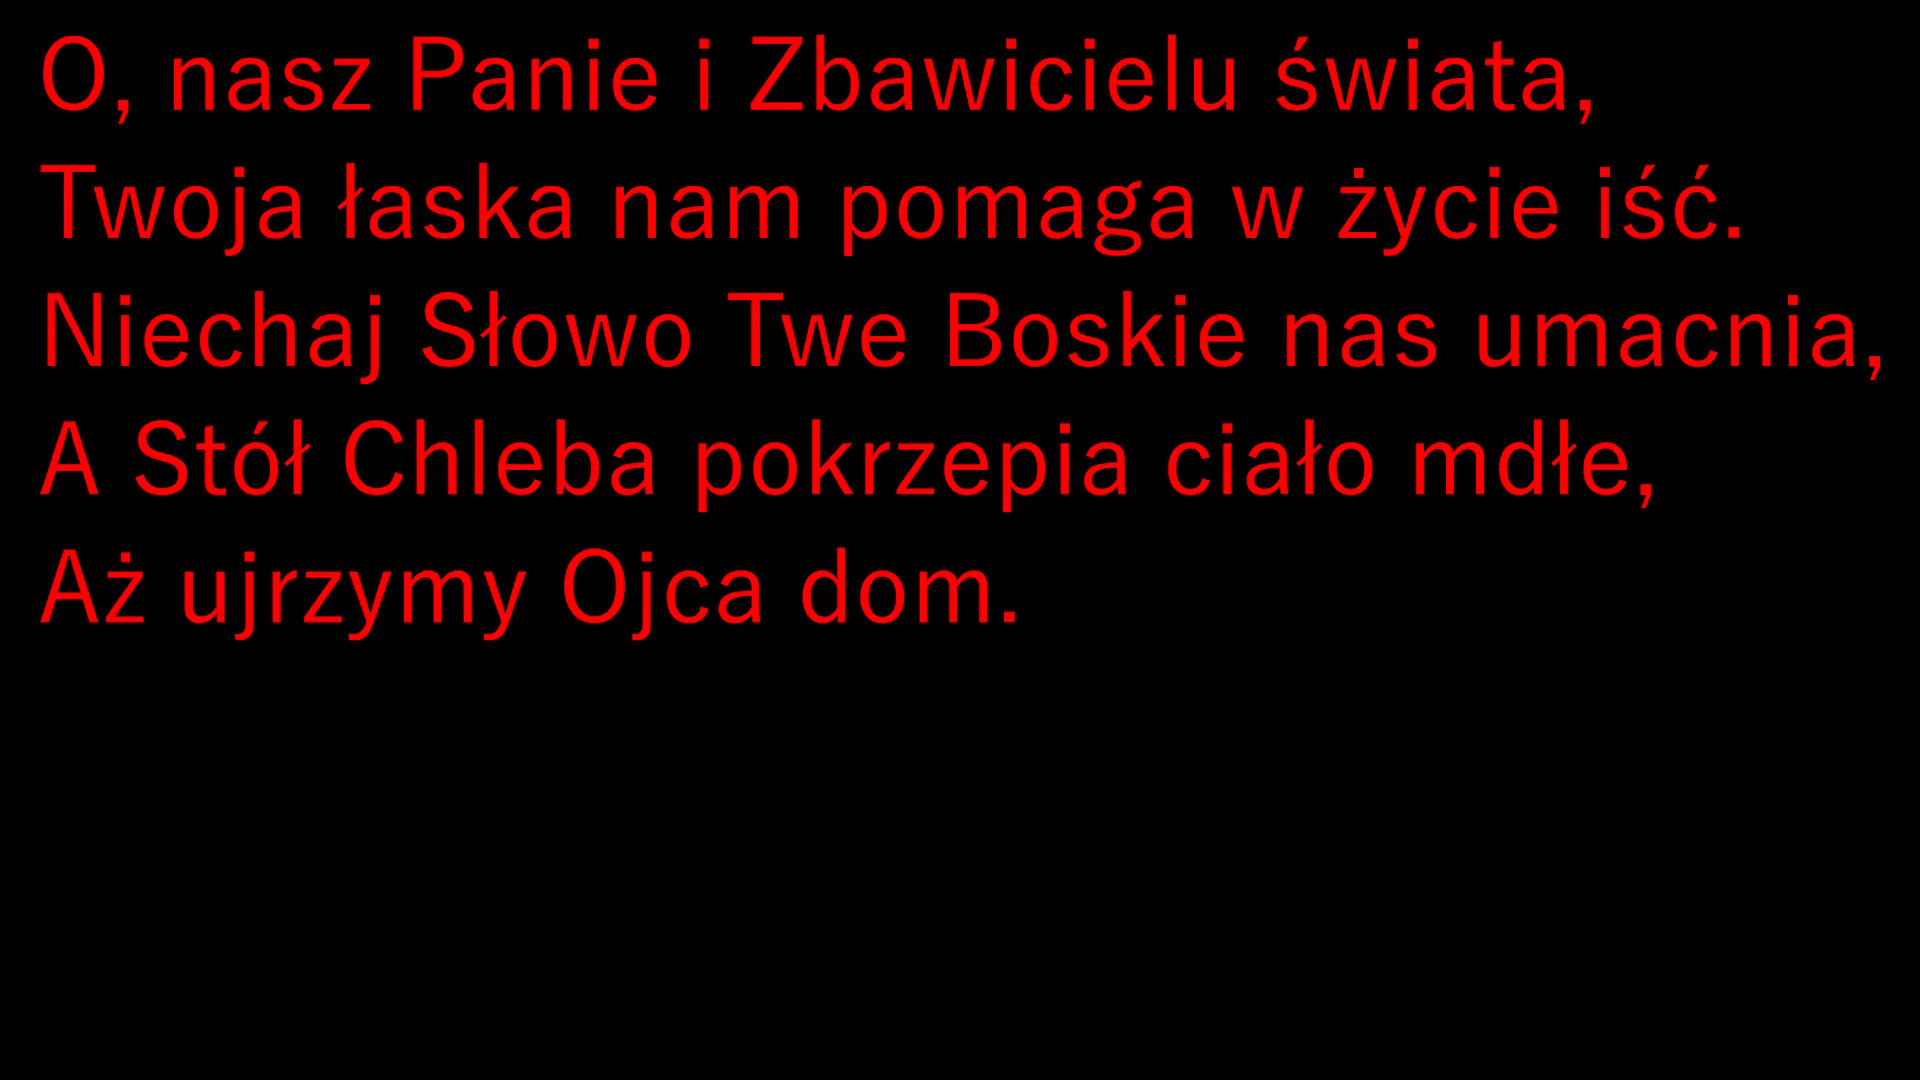 O, nasz Panie i Zbawicielu świata,
Twoja łaska nam pomaga w życie iść.
Niechaj Słowo Twe Boskie nas umacnia,
A Stół Chleba pokrzepia ciało mdłe,
Aż ujrzymy Ojca dom.